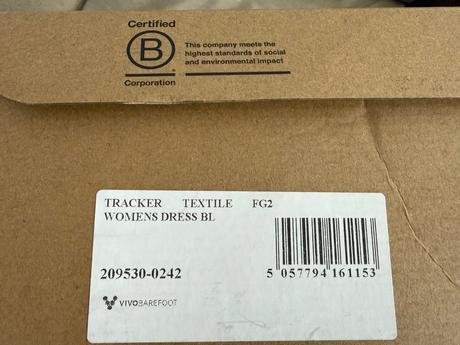 Certified
B
This company meets the
highest standards of social
and environmental impact
Corporation
TRACKER TEXTILE FG2
WOMENS DRESS BL
209530-0242
5 057794 161153
VIVOBAREFOOT